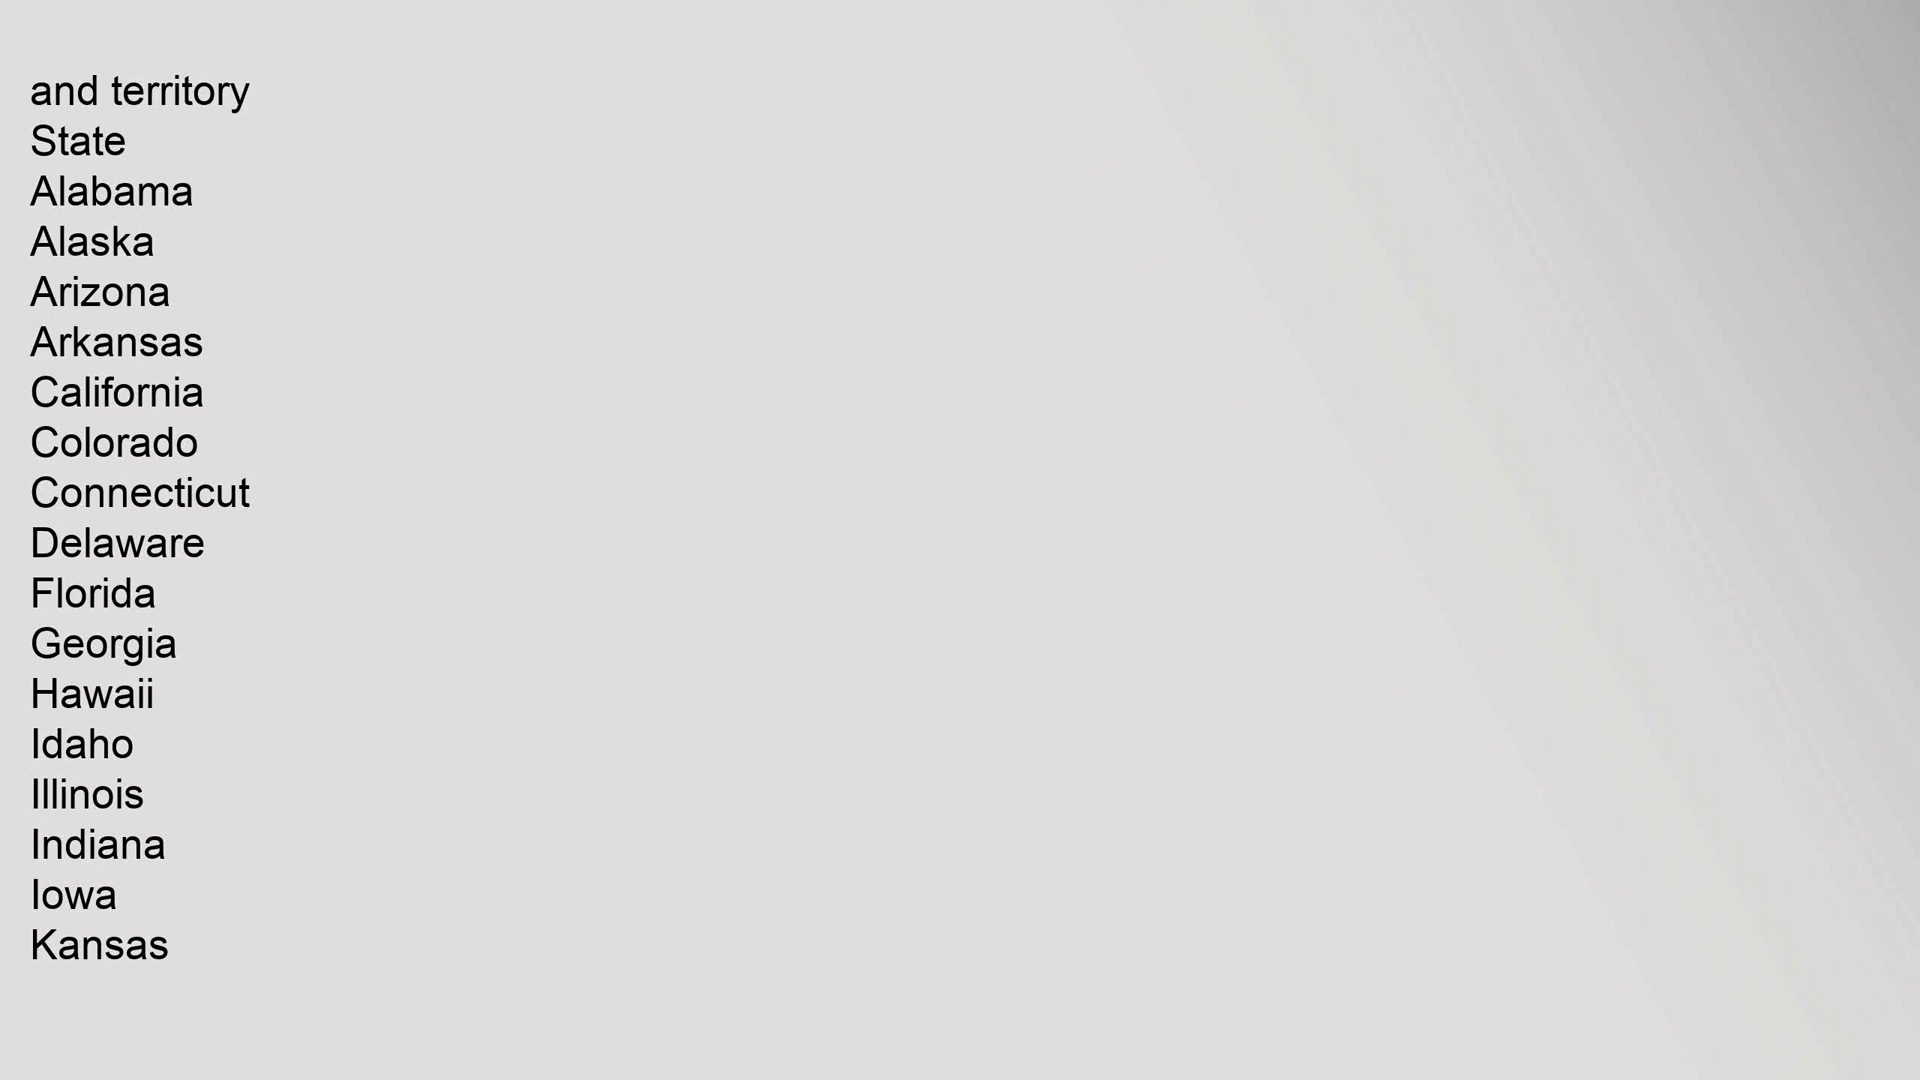 and territory
State
Alabama
Alaska
Arizona
Arkansas
California
Colorado
Connecticut
Delaware
Florida
Georgia
Hawaii
Idaho
Illinois
Indiana
Iowa
Kansas